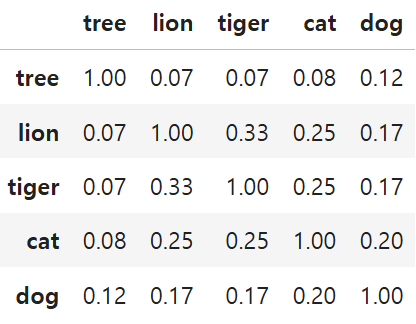 tree lion tiger cat dog
tree 1.00 0.07 0.07 0.08 0.12
lion 0.07 1.00 0.33 0.25 0.17
tiger 0.07 0.33 1.00 0.25 0.17
cat 0.08 0.25 0.25 1.00 0.20
dog 0.12 0.17 0.17 0.20 1.00